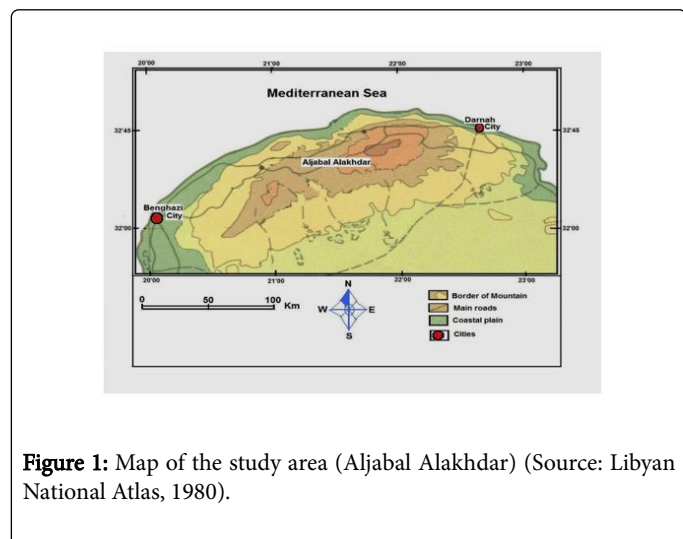 20'00 21'00 22'00 23'00
Mediterranean Sea
Darnah
City
32'45 32'45
Aljabal Alakhdar
Benghazi
City
32'00 32'00
20'00 21'00 22'00 23'00
0 50 100 Km
N
W E
S
Border of Mountain
Main roads
Coastal plain
Cities
Figure 1: Map of the study area (Aljabal Alakhdar) (Source: Libyan
National Atlas, 1980).